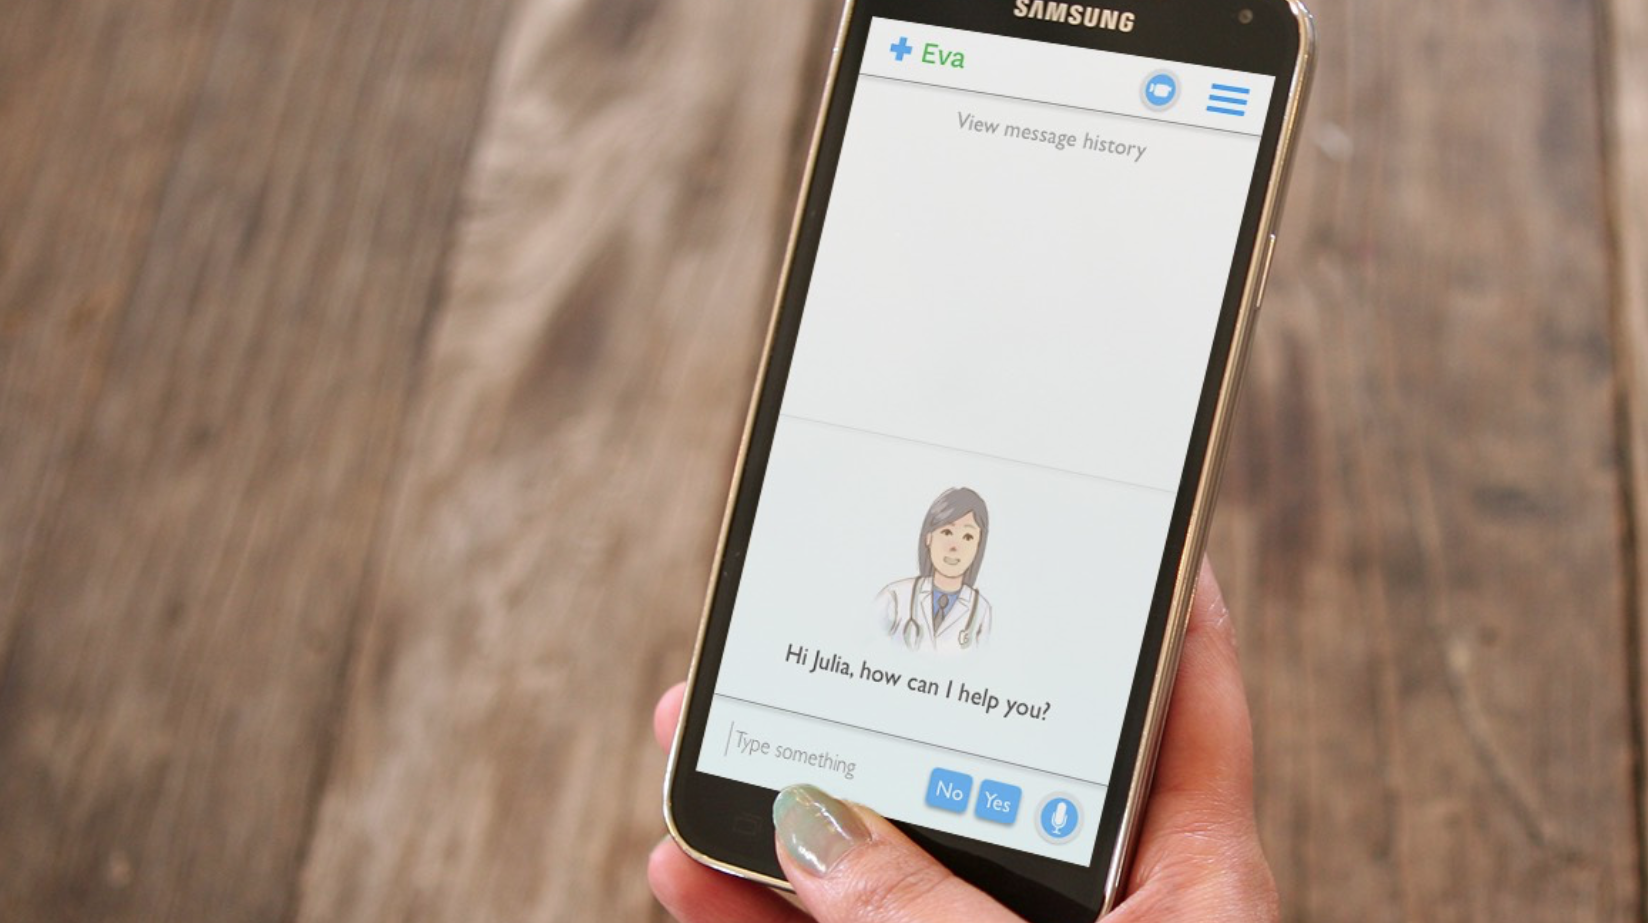 SAMSUNG
Eva
View message history
Hi Julia, how can I help you?
Type something
No
Yes